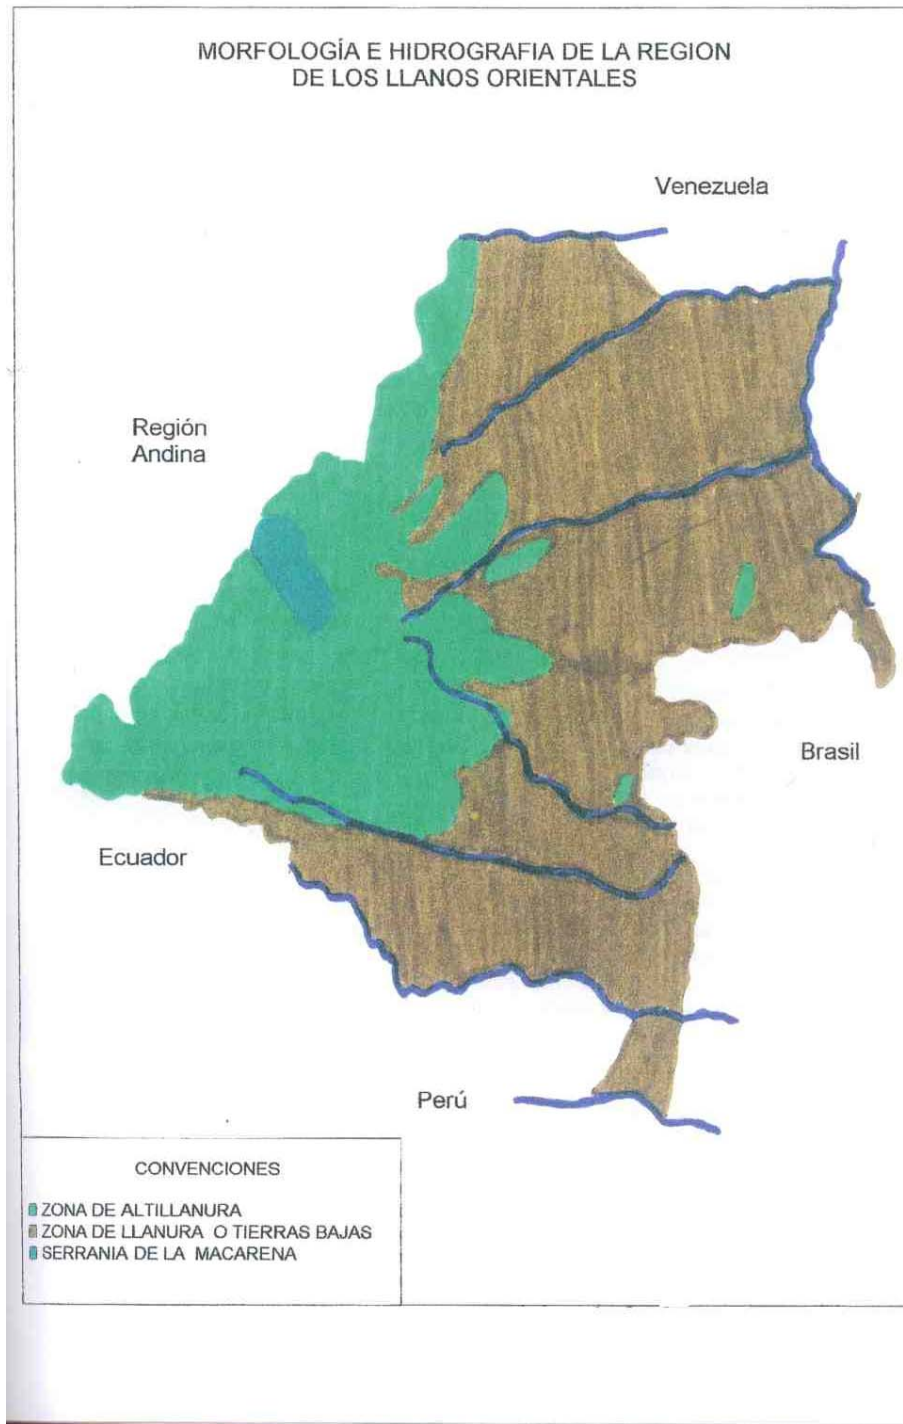 MORFOLOGÍA E HIDROGRAFIA DE LA REGION
DE LOS LLANOS ORIENTALES
Venezuela
Región
Andina
Brasil
Ecuador
Perú
CONVENCIONES
ZONA DE ALTILLANURA
ZONA DE LLANURA O TIERRAS BAJAS
SERRANIA DE LA MACARENA